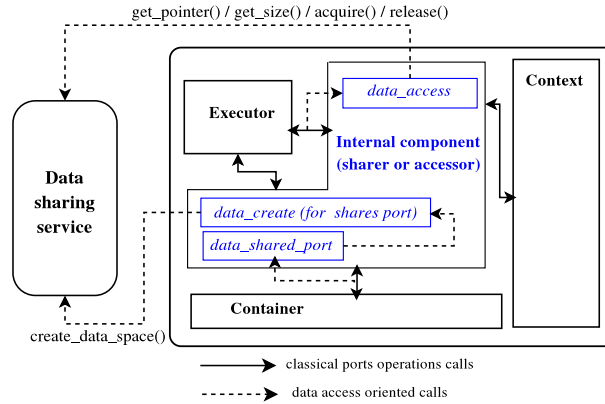 get_pointer() / get_size() / acquire() / release()
Context
data_access
Executor
Internal component
(sharer or accessor)
Data
sharing
service
data_create (for shares port)
data_shared_port
Container
create_data_space()
classical ports operations calls
data access oriented calls